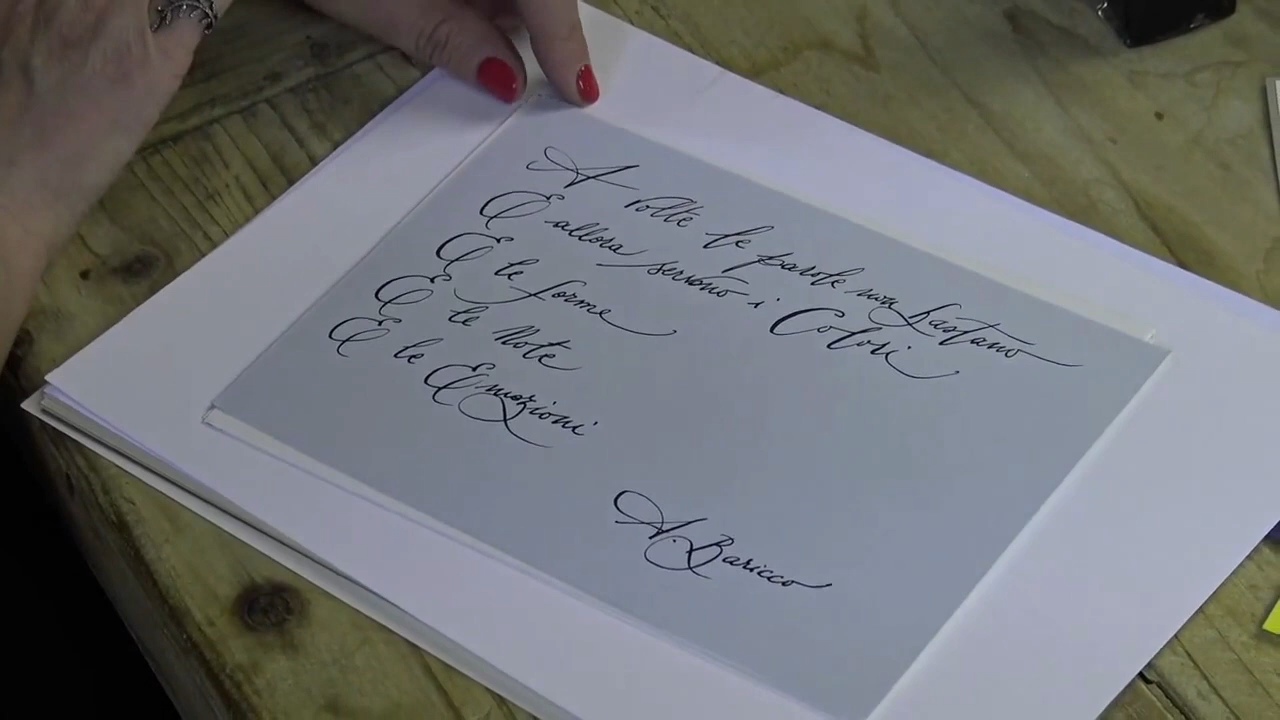 A volte le parole non bastano
E allora servono i Colori
E le forme
E le Note
E le Emozioni
A. Baricco